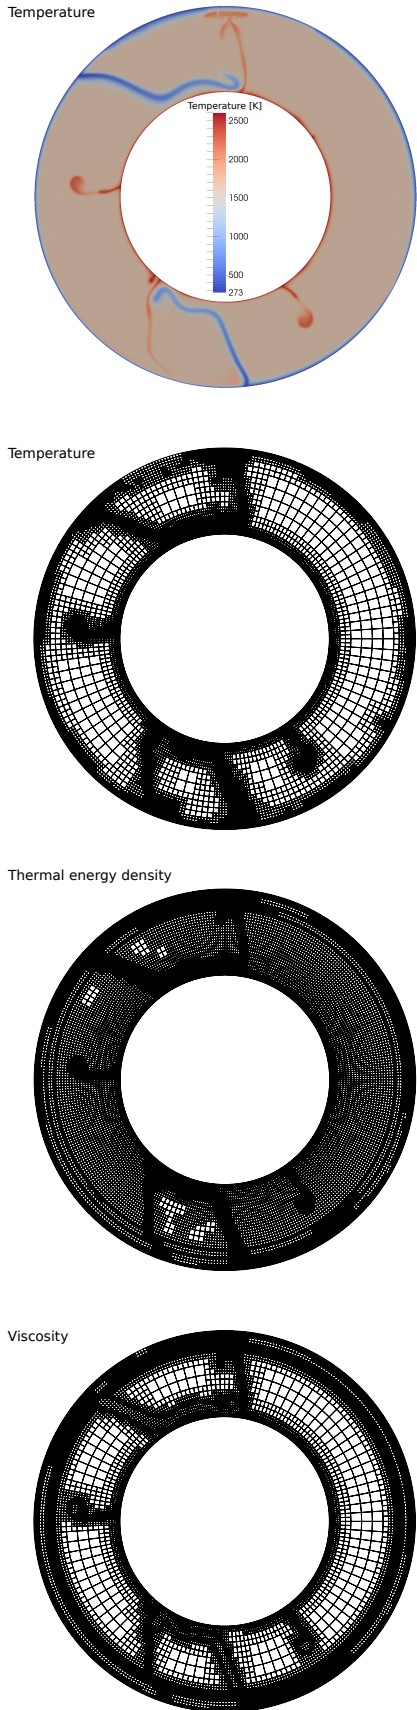 Temperature
Temperature [K]
2500
2000
1500
1000
500
273
Temperature
Thermal energy density
Viscosity